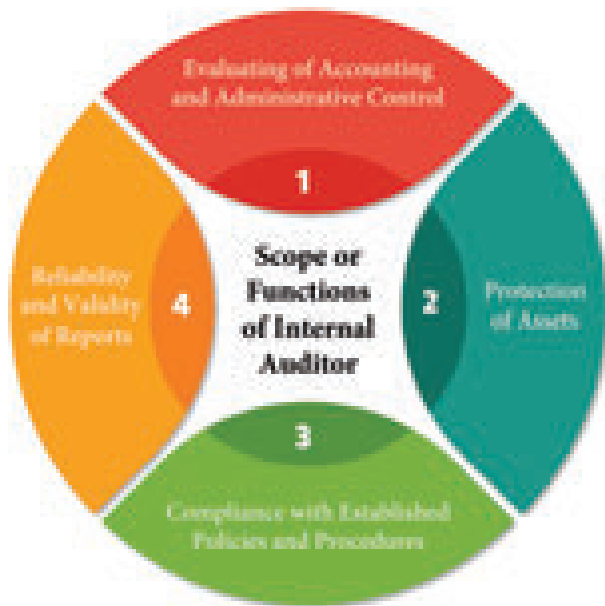 Evaluating of Accounting
and Administrative Control
1
Scope or
Functions
of Internal
Auditor
2
Protection
of Assets
3
Compliance with Established
Policies and Procedures
4
Reliability
and Validity
of Reports